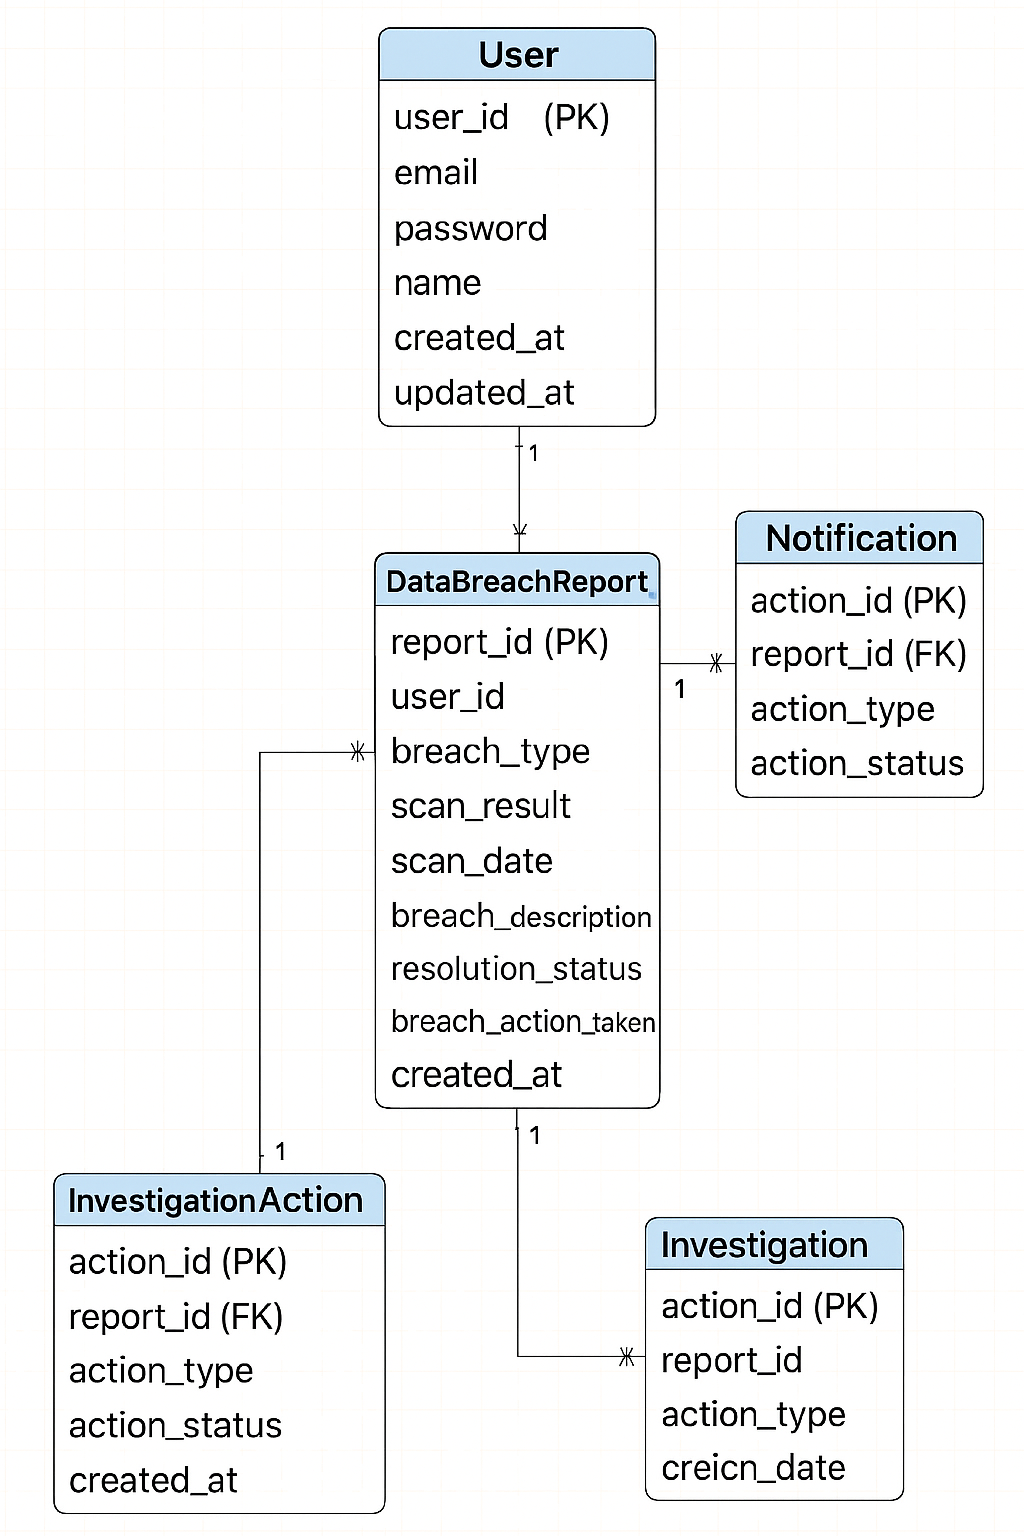 User
user_id (PK)
email
password
name
created_at
updated_at
1
DataBreachReport
report_id (PK)
user_id
breach_type
scan_result
scan_date
breach_description
resolution_status
breach_action_taken
created_at
Notification
action_id (PK)
report_id (FK)
action_type
action_status
1
1
1
InvestigationAction
action_id (PK)
report_id (FK)
action_type
action_status
created_at
Investigation
action_id (PK)
report_id
action_type
creicn_date